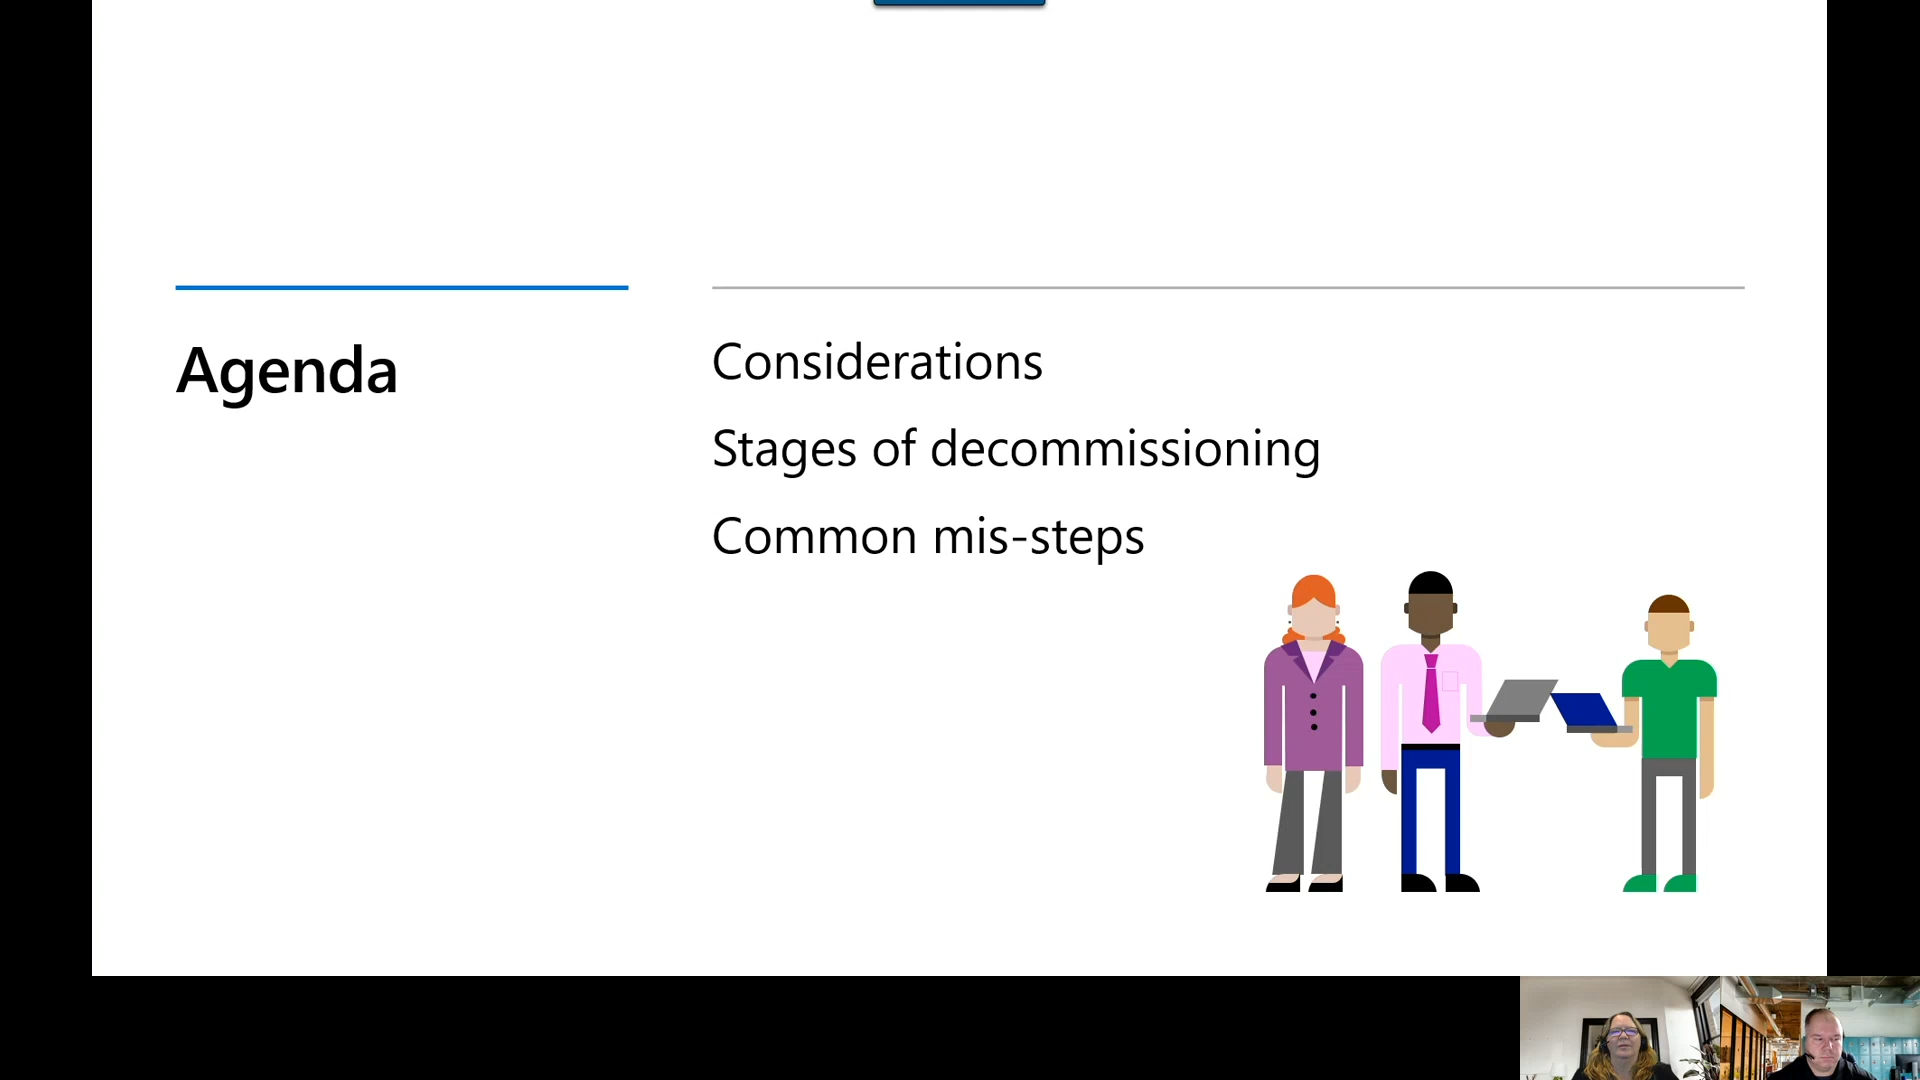 Agenda
Considerations
Stages of decommissioning
Common mis-steps